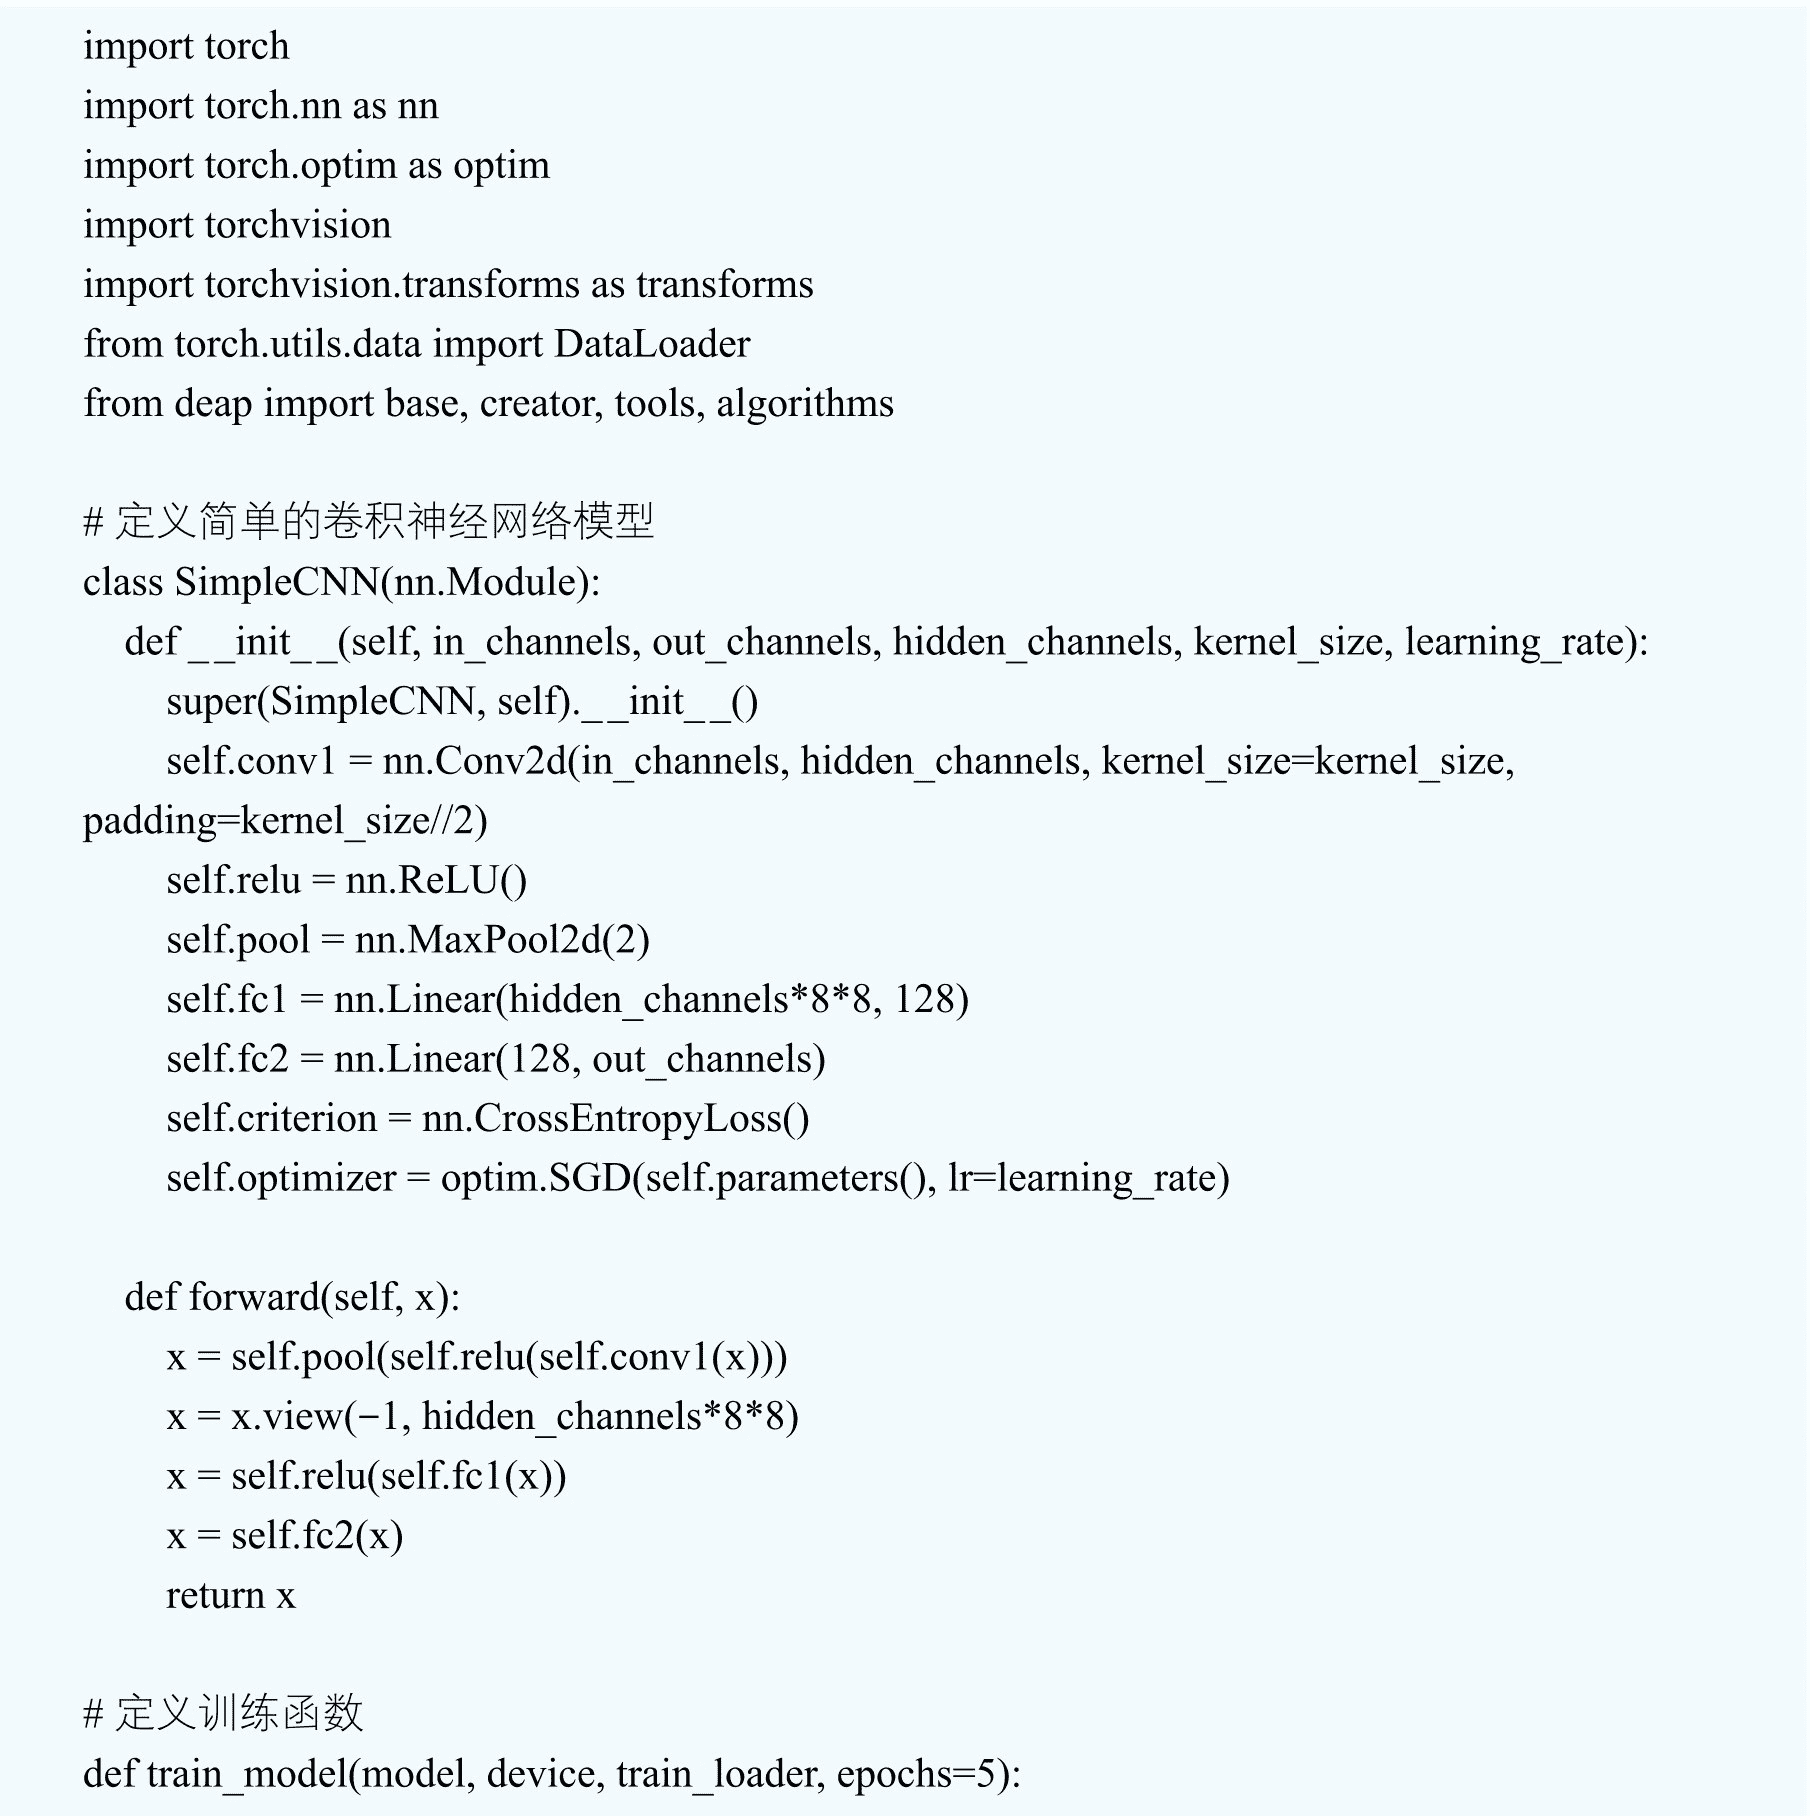 import torch
import torch.nn as nn
import torch.optim as optim
import torchvision
import torchvision.transforms as transforms
from torch.utils.data import DataLoader
from deap import base, creator, tools, algorithms
# 定义简单的卷积神经网络模型
class SimpleCNN(nn.Module):
def __init__(self, in_channels, out_channels, hidden_channels, kernel_size, learning_rate):
super(SimpleCNN, self).__init__()
self.conv1 = nn.Conv2d(in_channels, hidden_channels, kernel_size=kernel_size,
padding=kernel_size//2)
self.relu = nn.ReLU()
self.pool = nn.MaxPool2d(2)
self.fc1 = nn.Linear(hidden_channels*8*8, 128)
self.fc2 = nn.Linear(128, out_channels)
self.criterion = nn.CrossEntropyLoss()
self.optimizer = optim.SGD(self.parameters(), lr=learning_rate)
def forward(self, x):
x = self.pool(self.relu(self.conv1(x)))
x = x.view(−1, hidden_channels*8*8)
x = self.relu(self.fc1(x))
x = self.fc2(x)
return x
# 定义训练函数
def train_model(model, device, train_loader, epochs=5):